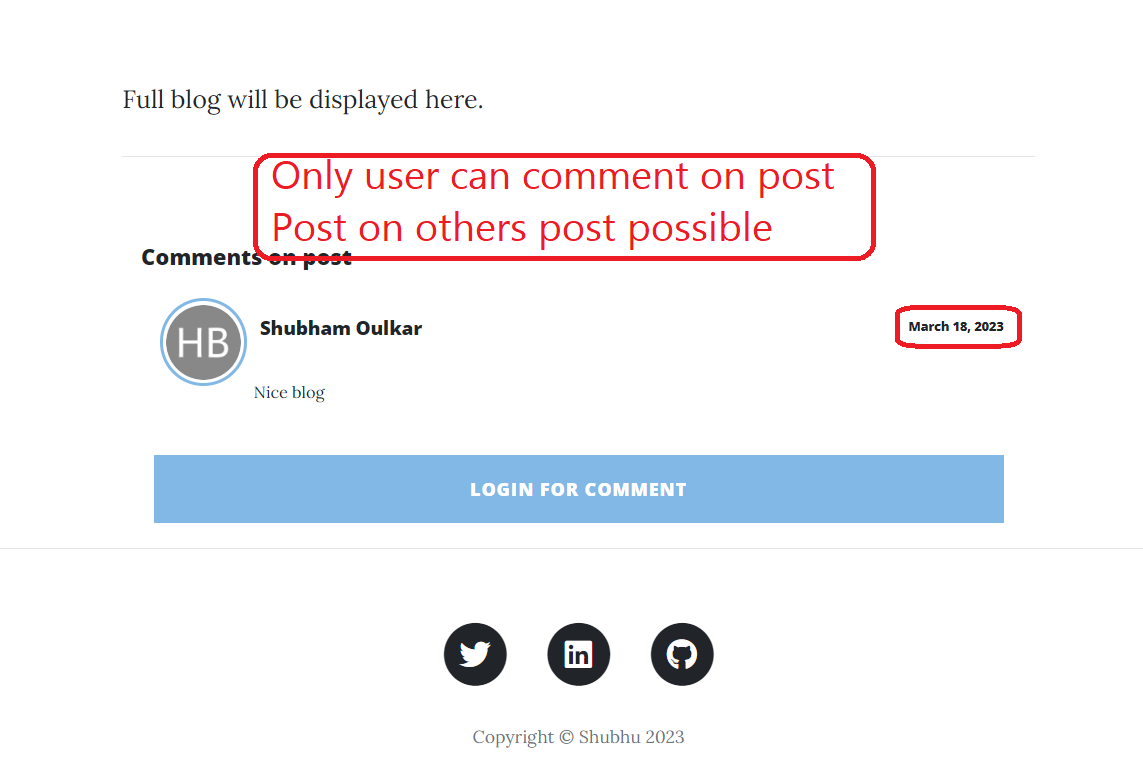 Full blog will be displayed here.
Only user can comment on post
Post on others post possible
Comments on post
HB
Shubham Oulkar
March 18, 2023
Nice blog
LOGIN FOR COMMENT
in
Copyright © Shubhu 2023